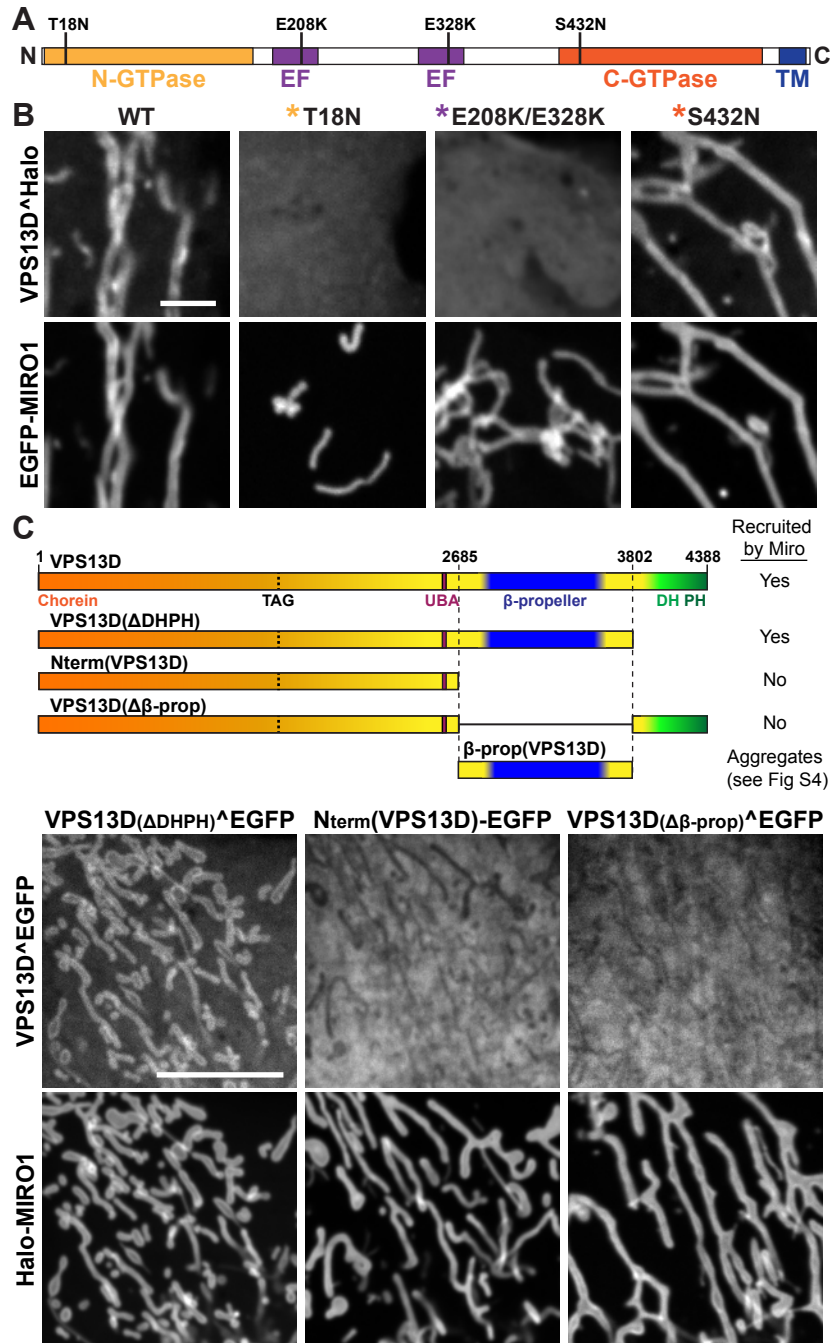 A
T18N E208K E328K S432N
N C
N-GTPase EF EF C-GTPase TM
B
WT *T18N *E208K/E328K *S432N
VPS13D^Halo
EGFP-MIRO1
C
Recruited
by Miro
1 2685 3802 4388
VPS13D
Yes
Chorein TAG UBA β-propeller DH PH
VPS13D(ΔDHPH)
Yes
Nterm(VPS13D)
No
VPS13D(Δβ-prop)
No
β-prop(VPS13D)
Aggregates
(see Fig S4)
VPS13D(ΔDHPH)^EGFP Nterm(VPS13D)-EGFP VPS13D(Δβ-prop)^EGFP
VPS13D^EGFP
Halo-MIRO1